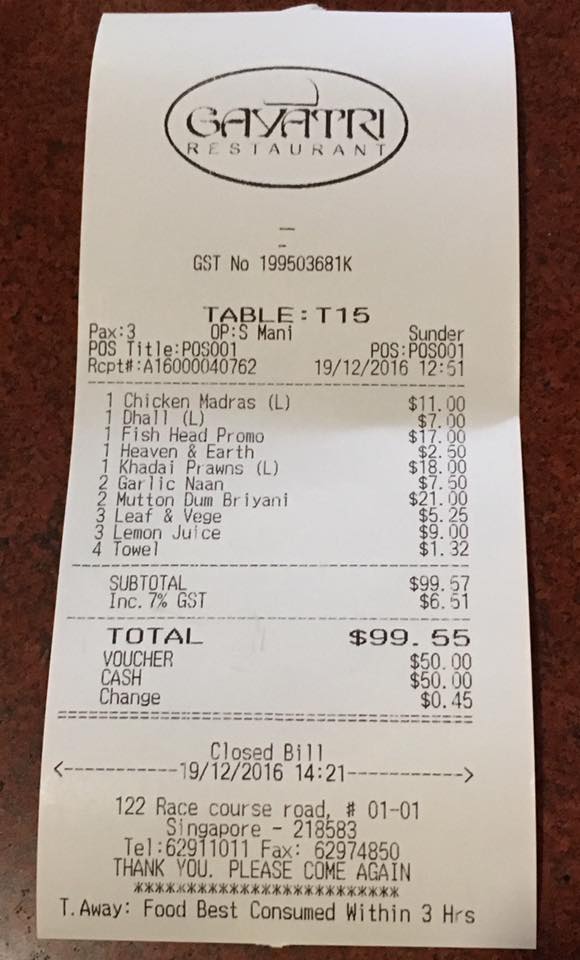 GAYATRI
RESTAURANT
GST No 199503681K
TABLE:T15
Pax:3 OP:S Mani Sunder
POS Title:POS001 POS:POS001
Rcpt#:A16000040762 19/12/2016 12:51
1 Chicken Madras (L) $11.00
1 Dhall (L) $7.00
1 Fish Head Promo $17.00
1 Heaven & Earth $2.50
1 Khadai Prawns (L) $18.00
2 Garlic Naan $7.50
2 Mutton Dum Briyani $21.00
3 Leaf & Vege $5.25
3 Lemon Juice $9.00
4 Towel $1.32
SUBTOTAL $99.57
Inc. 7% GST $6.51
TOTAL $99.55
VOUCHER $50.00
CASH $50.00
Change $0.45
Closed Bill
<-----------19/12/2016 14:21----------->
122 Race course road, # 01-01
Singapore - 218583
Tel:62911011 Fax: 62974850
THANK YOU. PLEASE COME AGAIN
*************************
T.Away: Food Best Consumed Within 3 Hrs